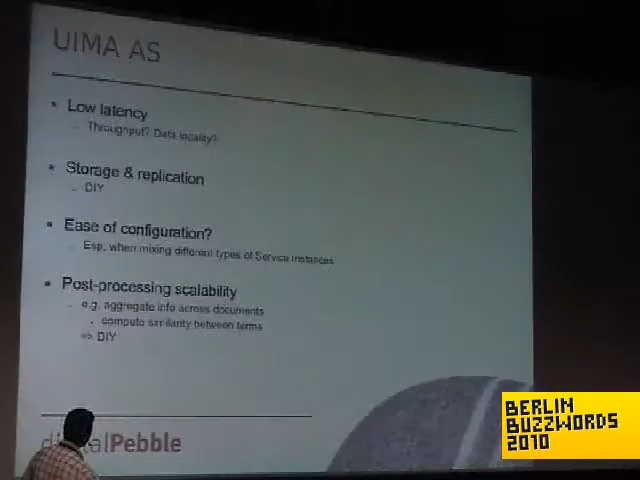 UIMA AS
Low latency
Throughput? Data locality?
Storage & replication
DIY
Ease of configuration?
Esp. when mixing different types of Service Instances
Post-processing scalability
e.g. aggregate info across documents
compute similarity between terms
=> DIY
digitalPebble
BERLIN
BUZZWORDS
2010